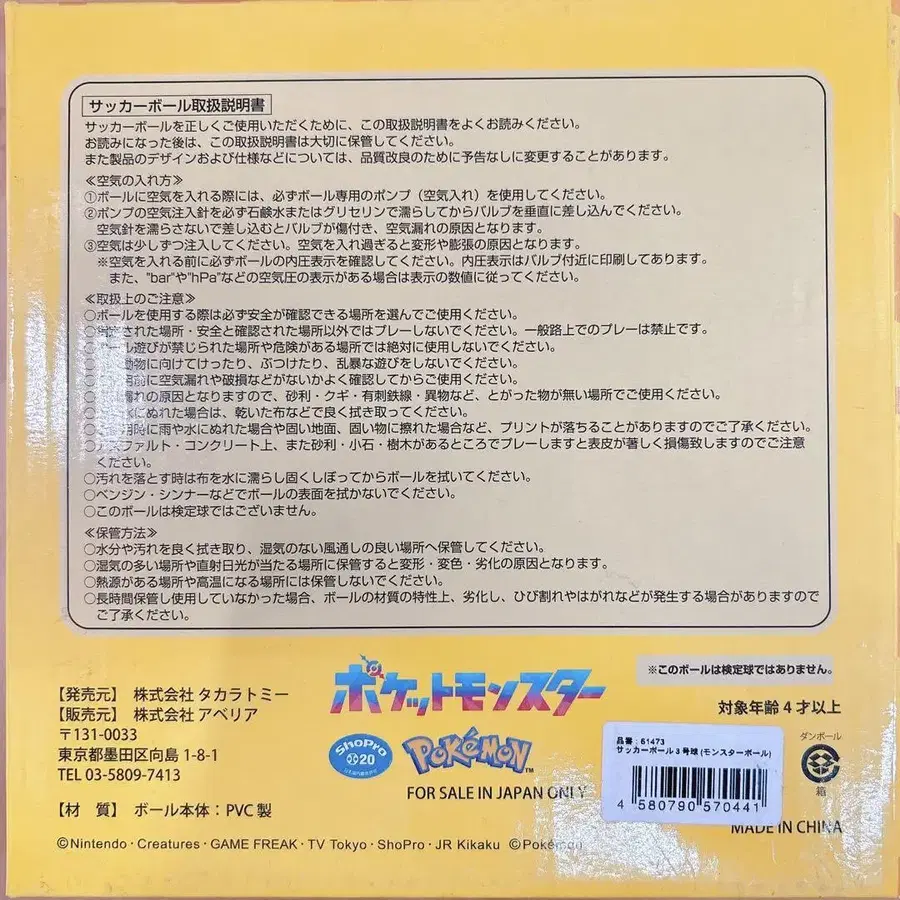 サッカーボール取扱説明書
サッカーボールを正しくご使用いただくために、この取扱説明書をよくお読みください。
お読みになった後は、この取扱説明書は大切に保管してください。
また製品のデザインおよび仕様などについては、品質改良のために予告なしに変更することがあります。
≪空気の入れ方≫
①ボールに空気を入れる際には、必ずボール専用のポンプ（空気入れ）を使用してください。
②ポンプの空気注入針を必ず石鹸水またはグリセリンで濡らしてからバルブを垂直に差し込んでください。
空気針を濡らさないで差し込むとバルブが傷付き、空気漏れの原因となります。
③空気は少しずつ注入してください。空気を入れ過ぎると変形や膨張の原因となります。
※空気を入れる前に必ずボールの内圧表示を確認してください。内圧表示はバルブ付近に印刷してあります。
また、"bar"や"hPa"などの空気圧の表示がある場合は表示の数値に従ってください。
≪取扱上のご注意≫
○ボールを使用する際は必ず安全が確認できる場所を選んでご使用ください。
された場所・安全と確認された場所以外ではプレーしないでください。一般路上でのプレーは禁止です。
ール遊びが禁じられた場所や危険がある場所では絶対に使用しないでください。
動物に向けてけったり、ぶつけたり、乱暴な遊びをしないでください。
前に空気漏れや破損などがないかよく確認してからご使用ください。
漏れの原因となりますので、砂利・クギ・有刺鉄線・異物など、とがった物が無い場所でご使用ください。
水にぬれた場合は、乾いた布などで良く拭き取ってください。
用時に雨や水にぬれた場合や固い地面、固い物に擦れた場合など、プリントが落ちることがありますのでご了承ください。
○アスファルト・コンクリート上、また砂利・小石・樹木があるところでプレーしますと表皮が著しく損傷致しますのでご注意
ください。
○汚れを落とす時は布を水に濡らし固くしぼってからボールを拭いてください。
○ベンジン・シンナーなどでボールの表面を拭かないでください。
○このボールは検定球ではございません。
≪保管方法≫
○水分や汚れを良く拭き取り、湿気のない風通しの良い場所へ保管してください。
○湿気の多い場所や直射日光が当たる場所に保管すると変形・変色・劣化の原因となります。
○熱源がある場所や高温になる場所には保管しないでください。
○長時間保管し使用していなかった場合、ボールの材質の特性上、劣化し、ひび割れやはがれなどが発生する場合がありますので
ご了承ください。
※このボールは検定球ではありません。
ポケットモンスター
【発売元】 株式会社 タカラトミー
【販売元】 株式会社 アベリア
〒131-0033
東京都墨田区向島 1-8-1
TEL 03-5809-7413
対象年齢 4 才以上
ダンボール
箱
ShoPro
20
POKéMON
TM
FOR SALE IN JAPAN ONLY
品番：61473
サッカーボール３号球 (モンスターボール)
4 580790 570441
MADE IN CHINA
【材　質】 ボール本体：PVC 製
©Nintendo・Creatures・GAME FREAK・TV Tokyo・ShoPro・JR Kikaku ©Pokémon